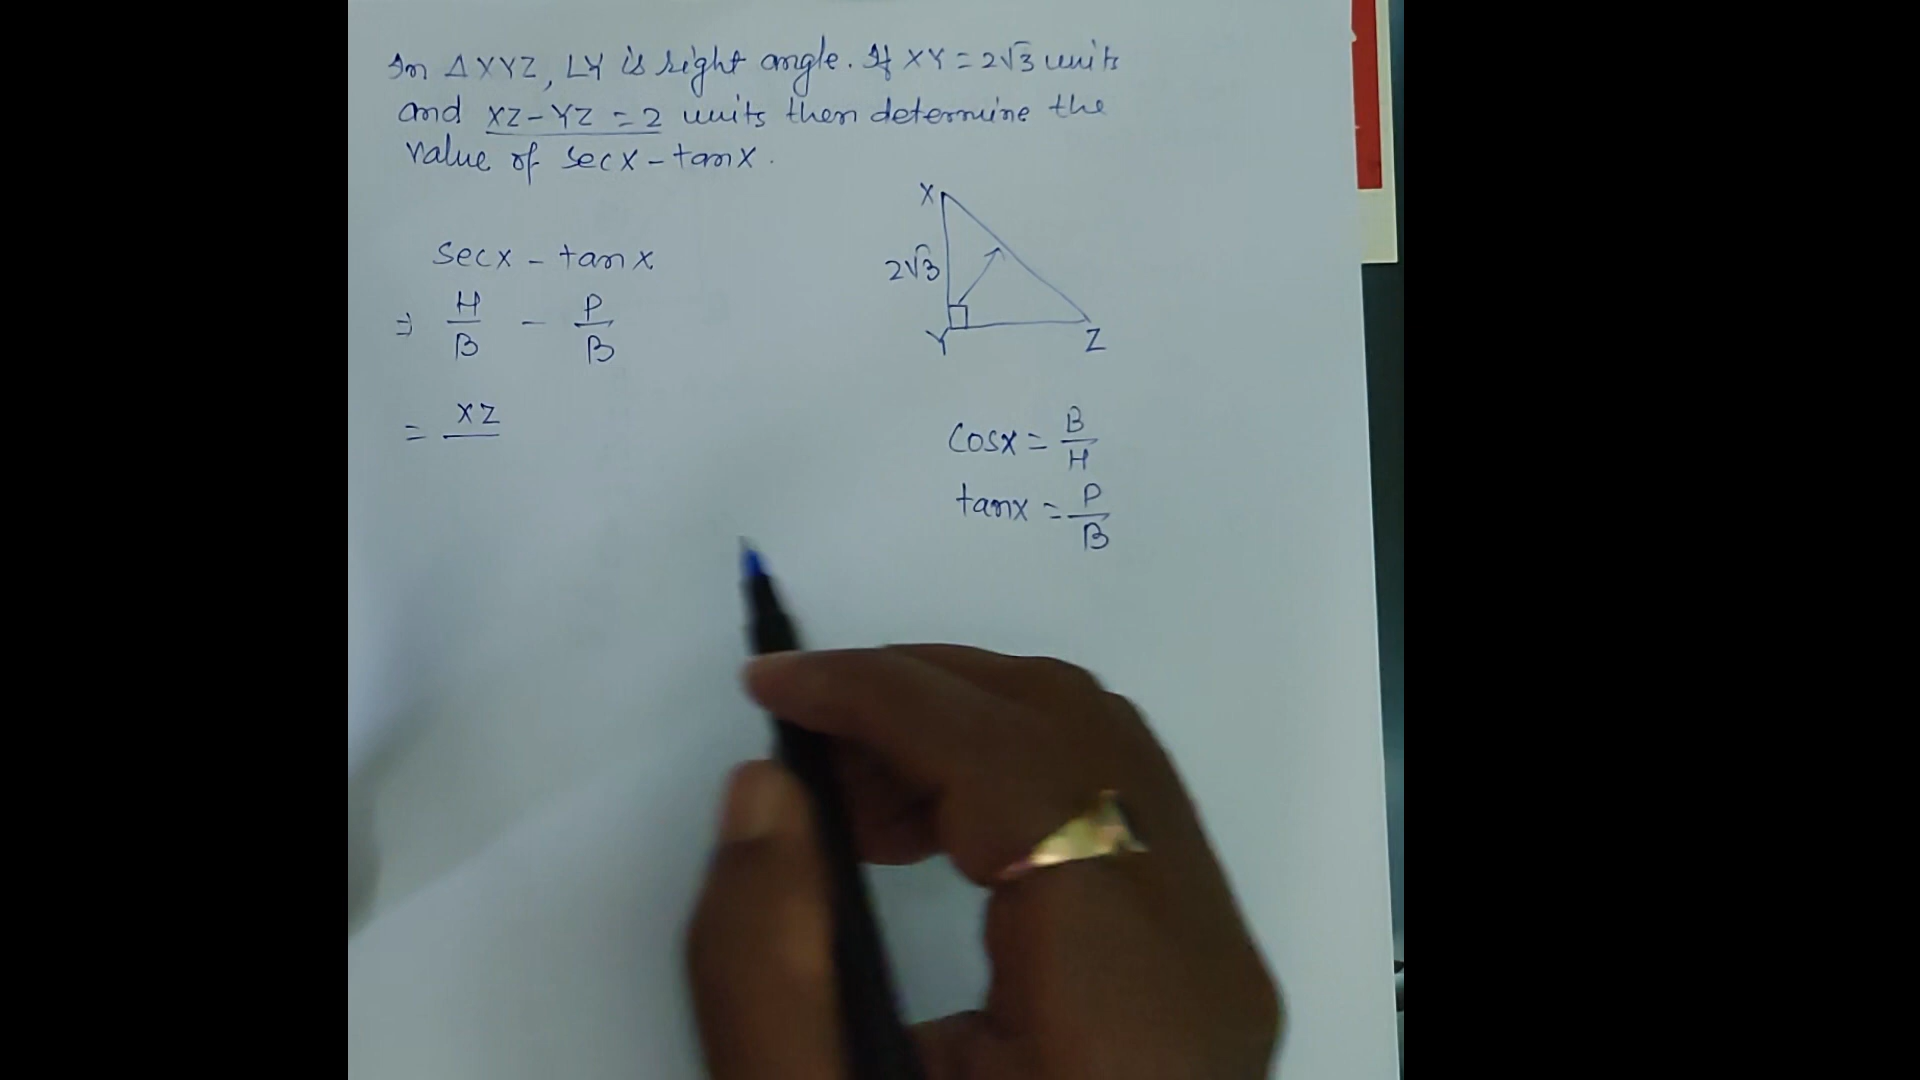 In ΔXYZ, ∠Y is right angle. If XY = 2√3 units
and XZ - YZ = 2 units then determine the
value of secX - tanX.
X
secx - tanx
2√3
⇒ H/B - P/B
Y Z
= XZ
cosx = B/H
tanx = P/B